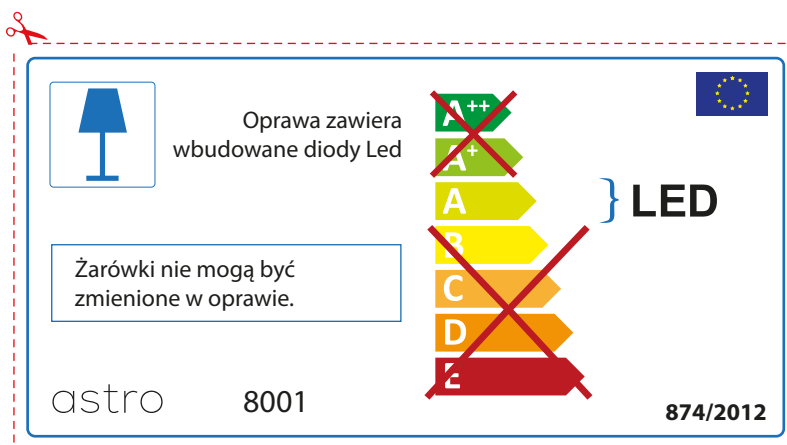 Oprawa zawiera
wbudowane diody Led
A++
A+
A
B
C
D
E
LED
Żarówki nie mogą być
zmienione w oprawie.
astro
8001
874/2012